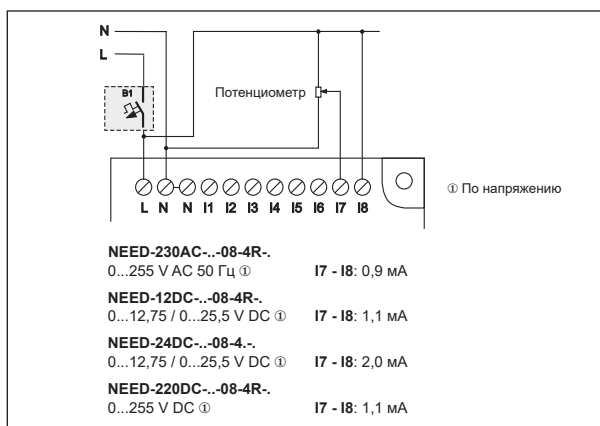 N
L
B1
Потенциометр
L N N I1 I2 I3 I4 I5 I6 I7 I8
① По напряжению
NEED-230AC-..-08-4R-.
0...255 V AC 50 Гц ① I7 - I8: 0,9 мА
NEED-12DC-..-08-4R-.
0...12,75 / 0...25,5 V DC ① I7 - I8: 1,1 мА
NEED-24DC-..-08-4.-.
0...12,75 / 0...25,5 V DC ① I7 - I8: 2,0 мА
NEED-220DC-..-08-4R-.
0...255 V DC ① I7 - I8: 1,1 мА